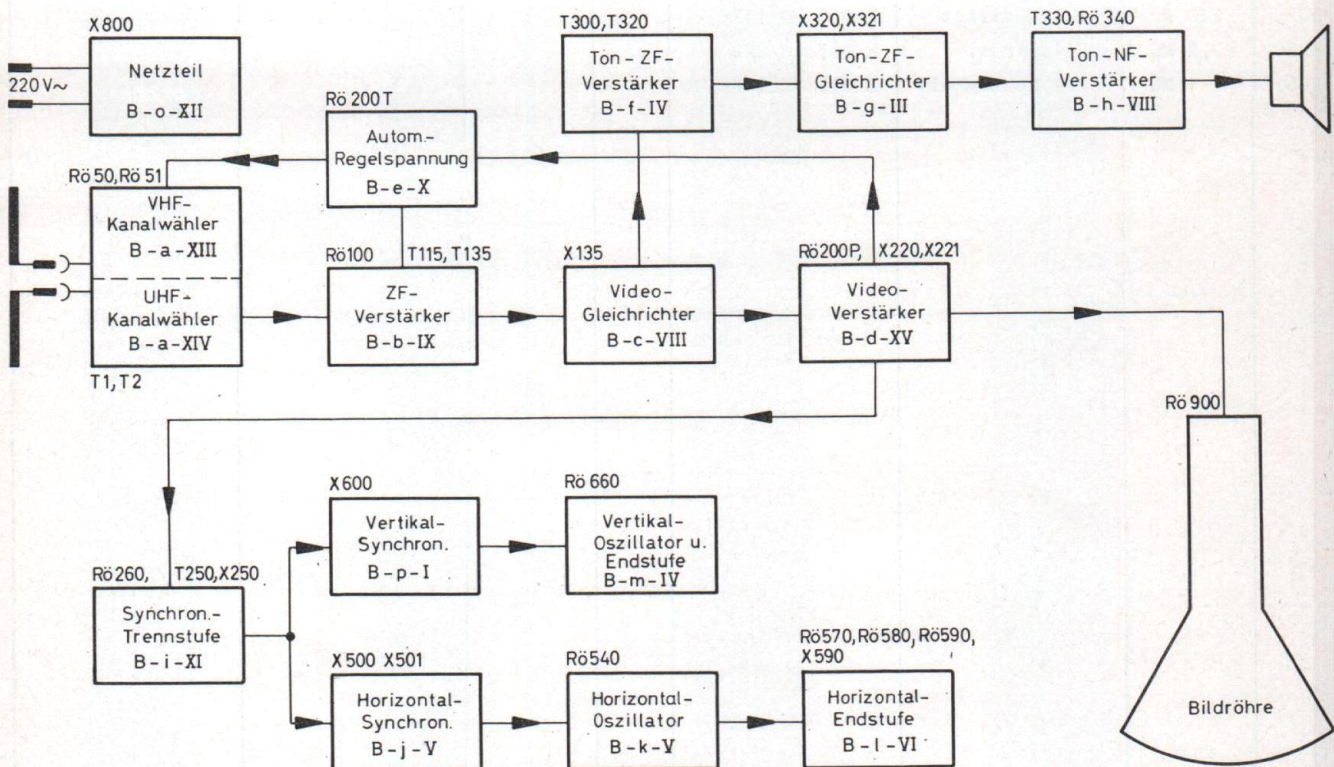 X800
Netzteil
B-o-XII
220 V~
T300, T320
Ton-ZF-
Verstärker
B-f-IV
X320, X321
Ton-ZF-
Gleichrichter
B-g-III
T330, Rö 340
Ton-NF-
Verstärker
B-h-VIII
Rö 200 T
Autom.-
Regelspannung
B-e-X
Rö 50, Rö 51
VHF-
Kanalwähler
B-a-XIII
UHF-
Kanalwähler
B-a-XIV
T1, T2
Rö100 T115, T135
ZF-
Verstärker
B-b-IX
X135
Video-
Gleichrichter
B-c-VIII
Rö200P, X220, X221
Video-
Verstärker
B-d-XV
Rö 900
Bildröhre
Rö260, T250, X250
Synchron.-
Trennstufe
B-i-XI
X600
Vertikal-
Synchron.
B-p-I
Rö 660
Vertikal-
Oszillator u.
Endstufe
B-m-IV
X500 X501
Horizontal-
Synchron.
B-j-V
Rö540
Horizontal-
Oszillator
B-k-V
Rö570, Rö580, Rö590,
X590
Horizontal-
Endstufe
B-l-VI